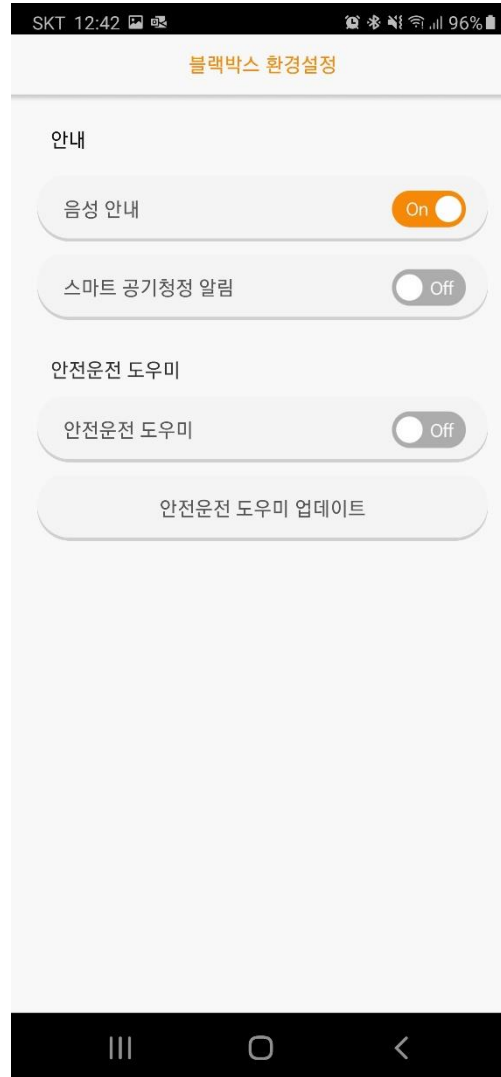 SKT 12:42 96%
블랙박스 환경설정
안내
음성 안내 On
스마트 공기청정 알림 Off
안전운전 도우미
안전운전 도우미 Off
안전운전 도우미 업데이트